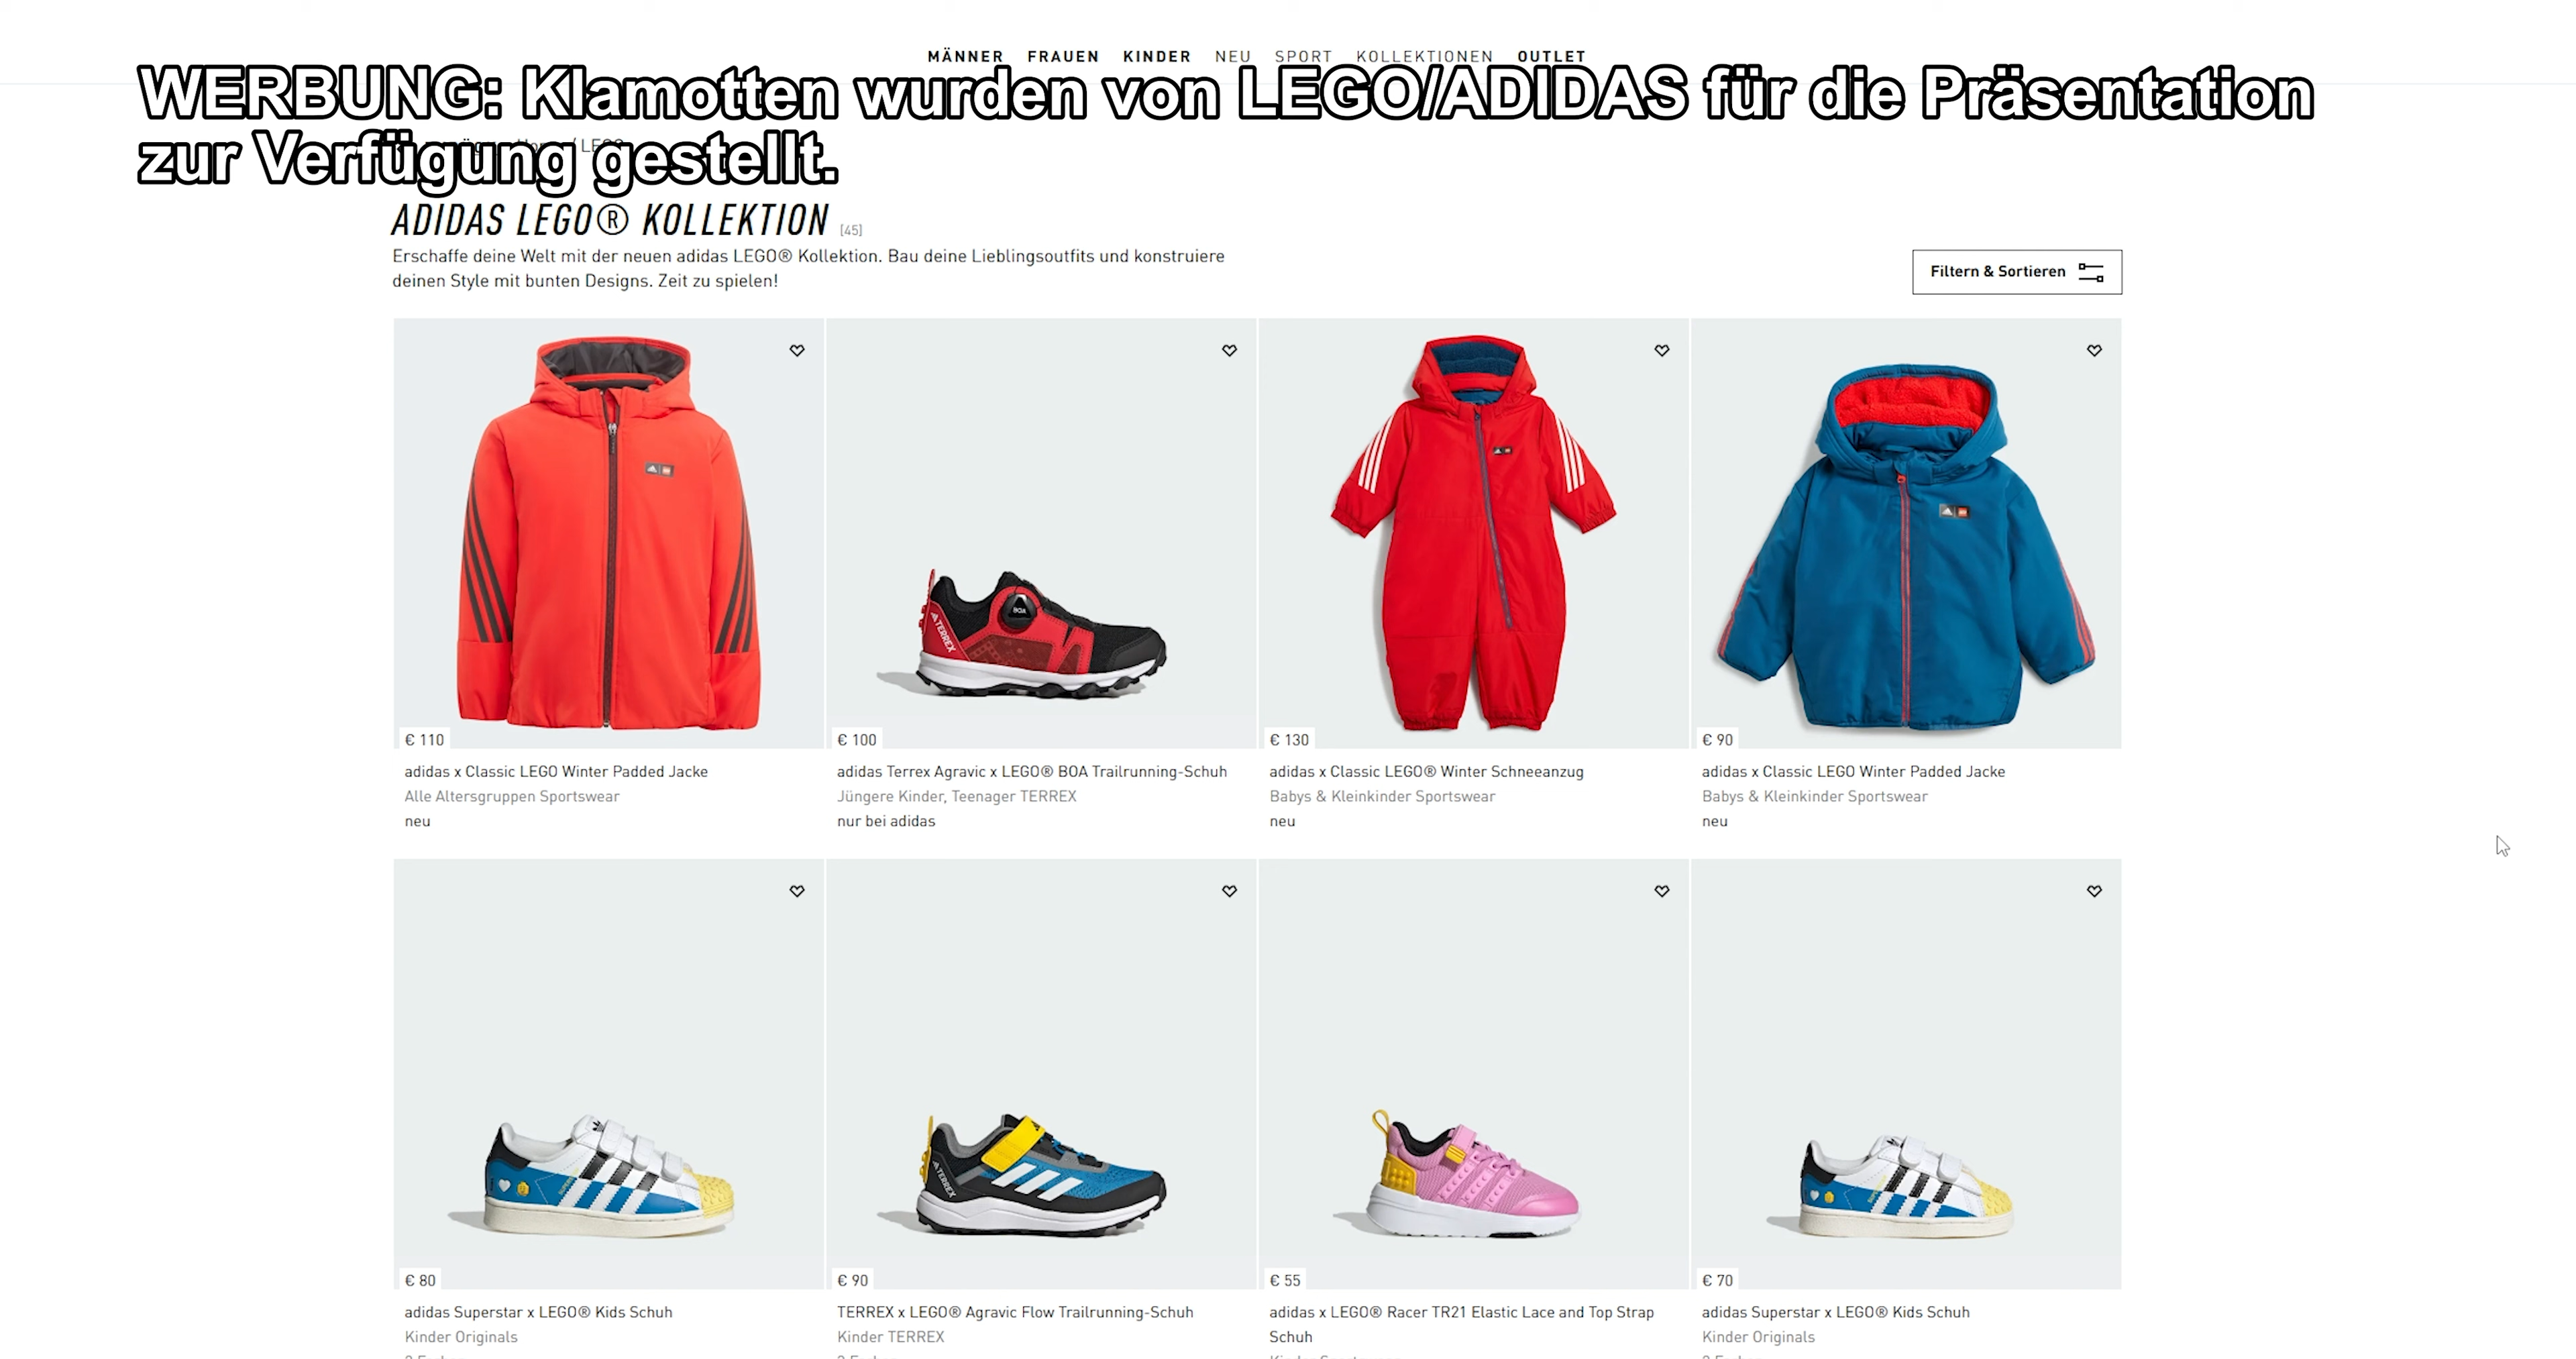 MÄNNER FRAUEN KINDER NEU SPORT KOLLEKTIONEN OUTLET
WERBUNG: Klamotten wurden von LEGO/ADIDAS für die Präsentation
zur Verfügung gestellt.
ADIDAS LEGO® KOLLEKTION [45]
Erschaffe deine Welt mit der neuen adidas LEGO® Kollektion. Bau deine Lieblingsoutfits und konstruiere
deinen Style mit bunten Designs. Zeit zu spielen!
Filtern & Sortieren
BOA
TERREX
€ 110
€ 100
€ 130
€ 90
adidas x Classic LEGO Winter Padded Jacke
Alle Altersgruppen Sportswear
neu
adidas Terrex Agravic x LEGO® BOA Trailrunning-Schuh
Jüngere Kinder, Teenager TERREX
nur bei adidas
adidas x Classic LEGO® Winter Schneeanzug
Babys & Kleinkinder Sportswear
neu
adidas x Classic LEGO Winter Padded Jacke
Babys & Kleinkinder Sportswear
neu
TERREX
€ 80
€ 90
€ 55
€ 70
adidas Superstar x LEGO® Kids Schuh
Kinder Originals
TERREX x LEGO® Agravic Flow Trailrunning-Schuh
Kinder TERREX
adidas x LEGO® Racer TR21 Elastic Lace and Top Strap
Schuh
adidas Superstar x LEGO® Kids Schuh
Kinder Originals